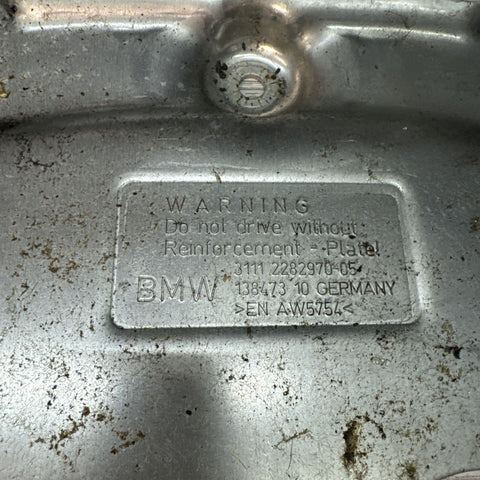 WARNING
Do not drive without
Reinforcement - Plate!
3111 2282970-05
BMW 138473 10 GERMANY
>EN AW5754<